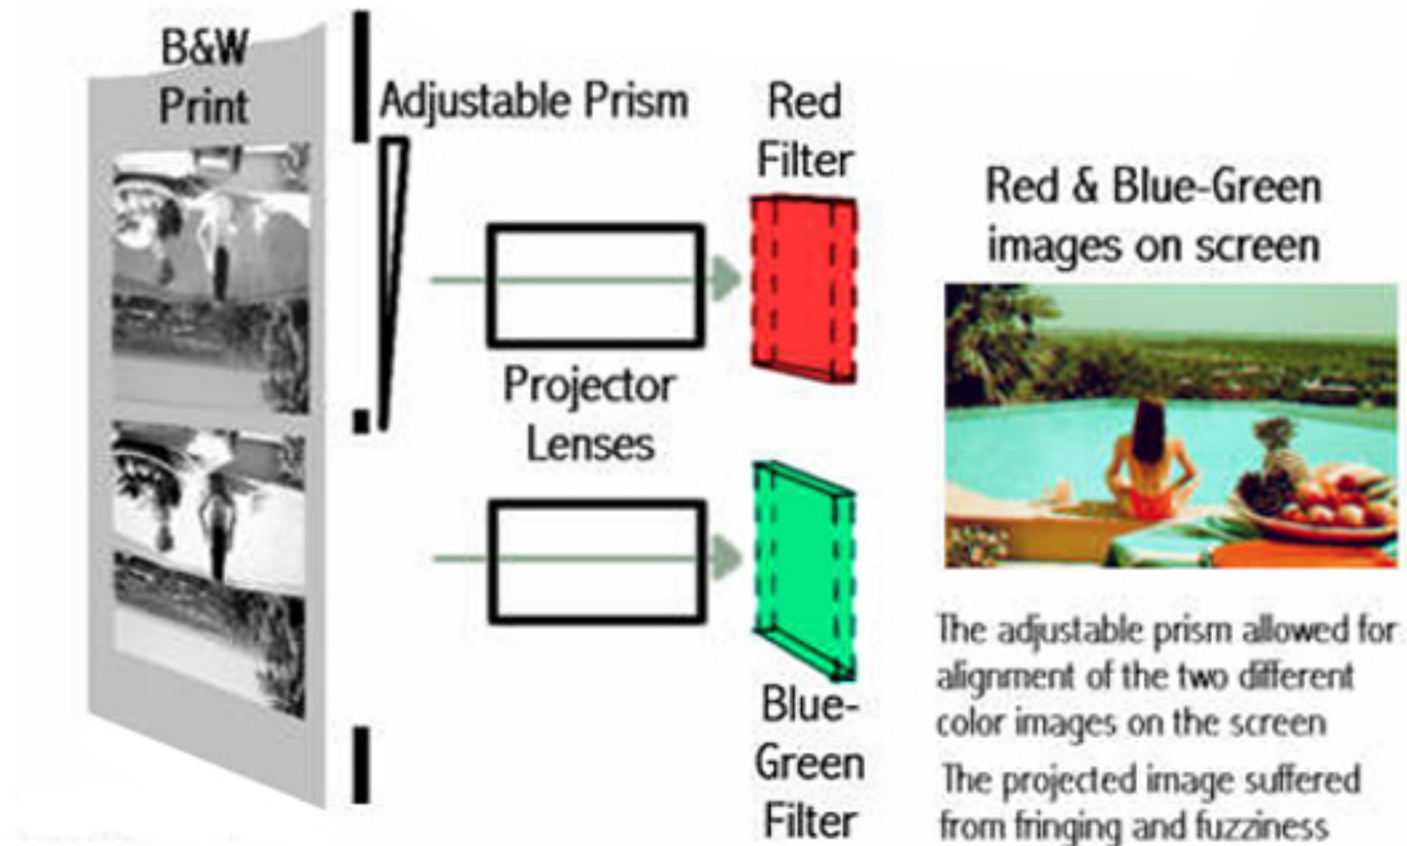 B&W
Print
Adjustable Prism
Red
Filter
Projector
Lenses
Blue-
Green
Filter
Red & Blue-Green
images on screen
The adjustable prism allowed for
alignment of the two different
color images on the screen
The projected image suffered
from fringing and fuzziness